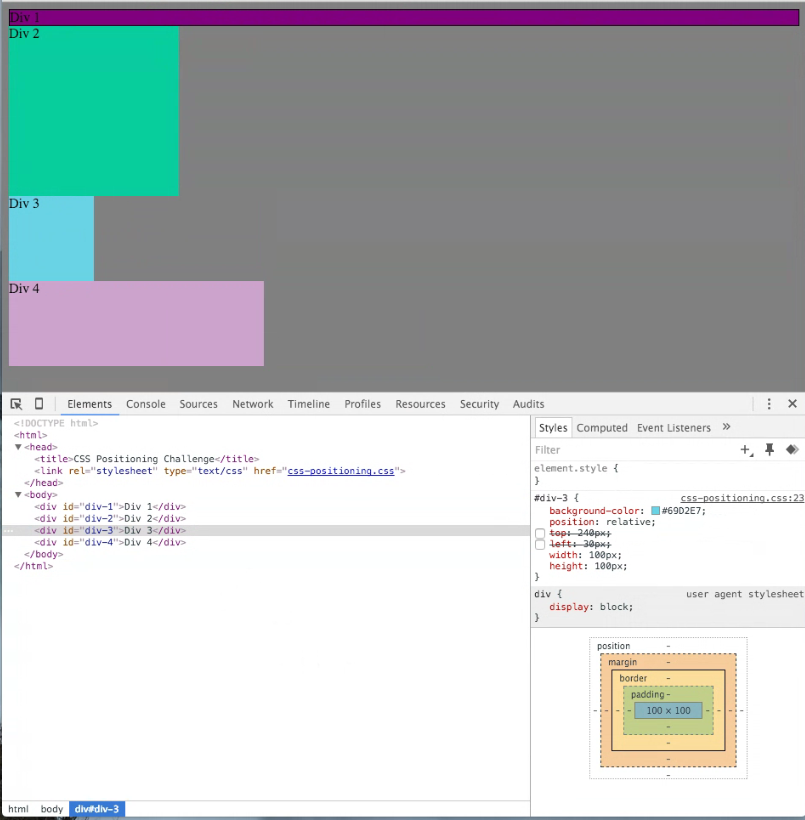 Div 1
Div 2
Div 3
Div 4
Elements Console Sources Network Timeline Profiles Resources Security Audits
<!DOCTYPE html>
<html>
<head>
<title>CSS Positioning Challenge</title>
<link rel="stylesheet" type="text/css" href="css-positioning.css">
</head>
<body>
<div id="div-1">Div 1</div>
<div id="div-2">Div 2</div>
<div id="div-3">Div 3</div>
<div id="div-4">Div 4</div>
</body>
</html>
html body div#div-3
Styles Computed Event Listeners »
Filter
element.style {
}
#div-3 { css-positioning.css:23
background-color: #69D2E7;
position: relative;
top: 240px;
left: 30px;
width: 100px;
height: 100px;
}
div { user agent stylesheet
display: block;
}
position -
margin -
border -
padding -
- - - 100 × 100 - - -
-
-
-
-